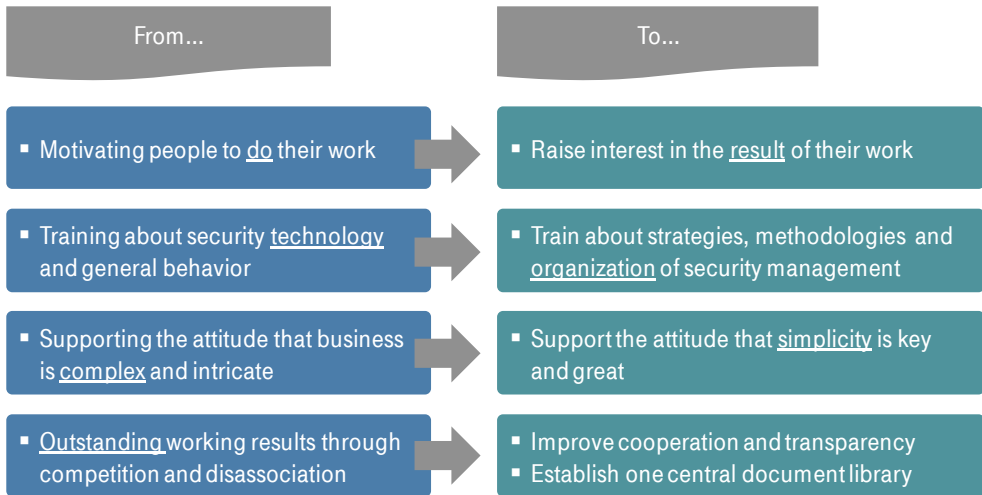 From...
To...
▪ Motivating people to do their work
▪ Raise interest in the result of their work
▪ Training about security technology
and general behavior
▪ Train about strategies, methodologies and
organization of security management
▪ Supporting the attitude that business
is complex and intricate
▪ Support the attitude that simplicity is key
and great
▪ Outstanding working results through
competition and disassociation
▪ Improve cooperation and transparency
▪ Establish one central document library